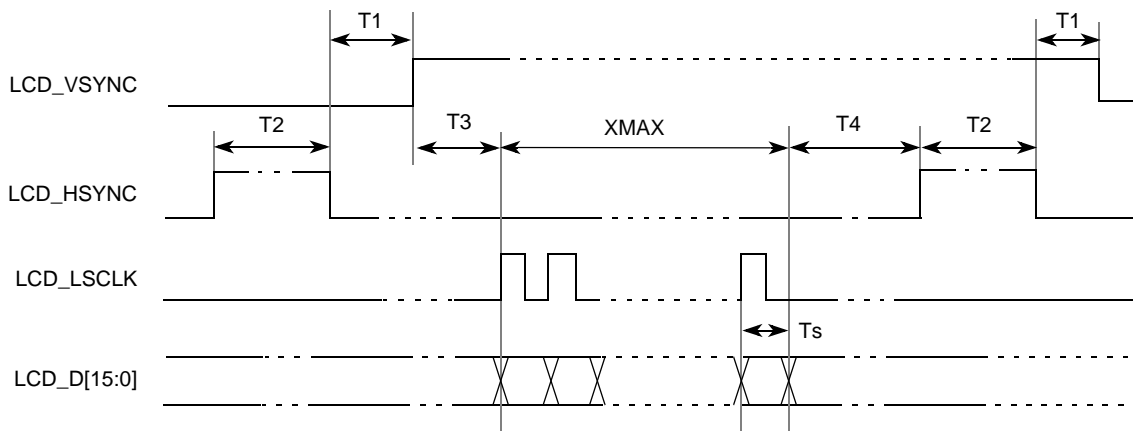 T1
T1
LCD_VSYNC
T2
T3
XMAX
T4
T2
LCD_HSYNC
LCD_LSCLK
Ts
LCD_D[15:0]